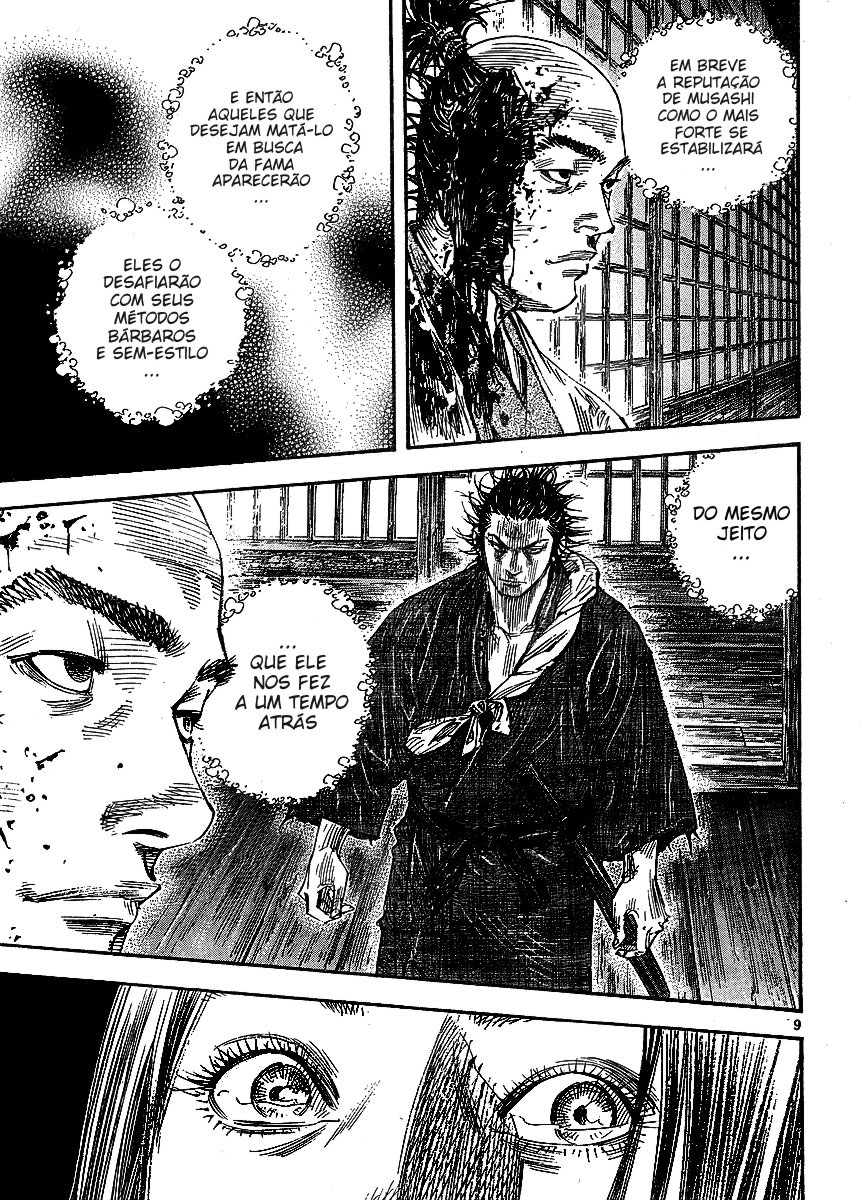 EM BREVE
A REPUTAÇÃO
DE MUSASHI
COMO O MAIS
FORTE SE
ESTABILIZARÁ
...
E ENTÃO
AQUELES QUE
DESEJAM MATÁ-LO
EM BUSCA
DA FAMA
APARECERÃO
...
ELES O
DESAFIARÃO
COM SEUS
MÉTODOS
BÁRBAROS
E SEM-ESTILO
...
DO MESMO
JEITO
...
...
QUE ELE
NOS FEZ
A UM TEMPO
ATRÁS
9